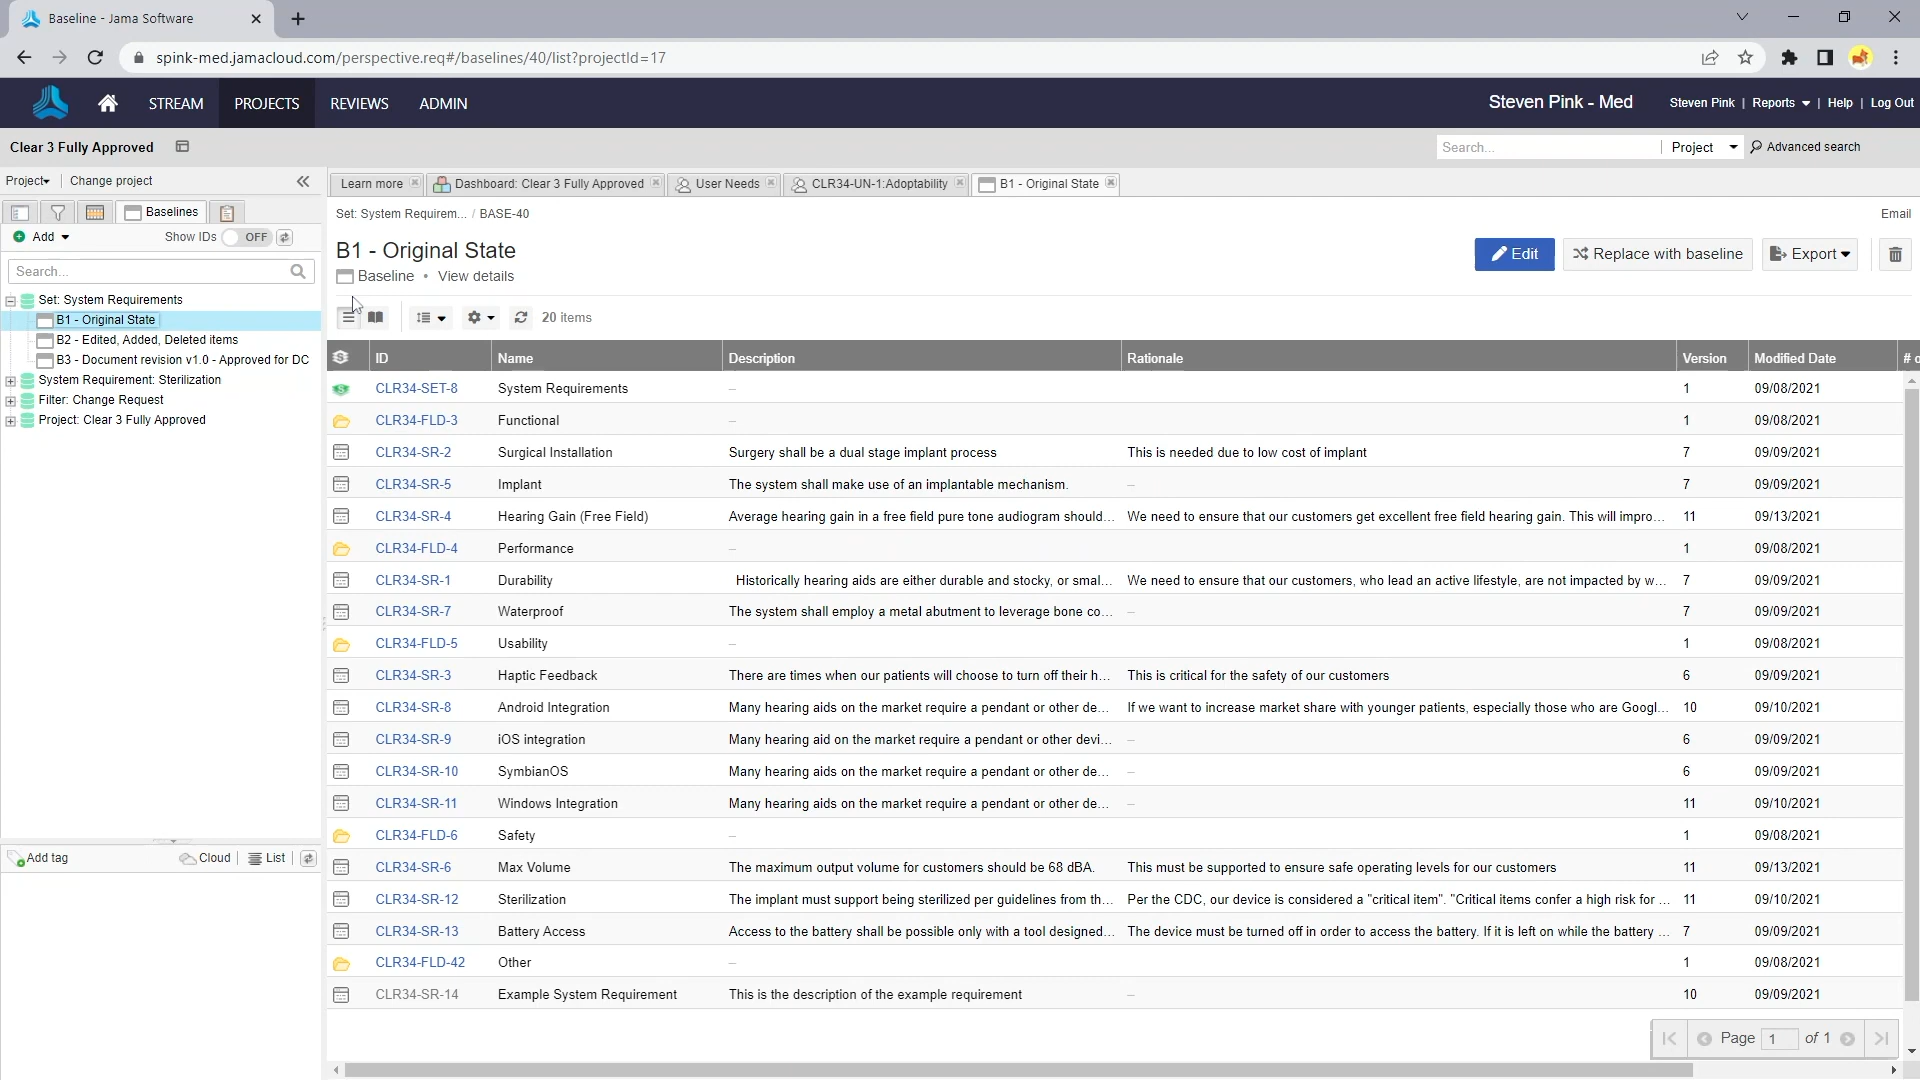 Baseline - Jama Software
spink-med.jamacloud.com/perspective.req#/baselines/40/list?projectId=17
STREAM PROJECTS REVIEWS ADMIN
Steven Pink - Med
Steven Pink | Reports | Help | Log Out
Clear 3 Fully Approved
Search... Project Advanced search
Project Change project
Learn more Dashboard: Clear 3 Fully Approved User Needs CLR34-UN-1:Adoptability B1 - Original State
Baselines
Add Show IDs OFF
Search...
Set: System Requirements
B1 - Original State
B2 - Edited, Added, Deleted items
B3 - Document revision v1.0 - Approved for DC
System Requirement: Sterilization
Filter: Change Request
Project: Clear 3 Fully Approved
Add tag Cloud List
Set: System Requirem... / BASE-40
Email
B1 - Original State
Edit Replace with baseline Export
Baseline • View details
20 items
ID Name Description Rationale Version Modified Date # o
CLR34-SET-8 System Requirements – 1 09/08/2021
CLR34-FLD-3 Functional – 1 09/08/2021
CLR34-SR-2 Surgical Installation Surgery shall be a dual stage implant process This is needed due to low cost of implant 7 09/09/2021
CLR34-SR-5 Implant The system shall make use of an implantable mechanism. – 7 09/09/2021
CLR34-SR-4 Hearing Gain (Free Field) Average hearing gain in a free field pure tone audiogram should... We need to ensure that our customers get excellent free field hearing gain. This will impro... 11 09/13/2021
CLR34-FLD-4 Performance – 1 09/08/2021
CLR34-SR-1 Durability Historically hearing aids are either durable and stocky, or smal... We need to ensure that our customers, who lead an active lifestyle, are not impacted by w... 7 09/09/2021
CLR34-SR-7 Waterproof The system shall employ a metal abutment to leverage bone co... – 7 09/09/2021
CLR34-FLD-5 Usability – 1 09/08/2021
CLR34-SR-3 Haptic Feedback There are times when our patients will choose to turn off their h... This is critical for the safety of our customers 6 09/09/2021
CLR34-SR-8 Android Integration Many hearing aids on the market require a pendant or other de... If we want to increase market share with younger patients, especially those who are Googl... 10 09/10/2021
CLR34-SR-9 iOS integration Many hearing aid on the market require a pendant or other devi... – 6 09/09/2021
CLR34-SR-10 SymbianOS Many hearing aids on the market require a pendant or other de... – 6 09/09/2021
CLR34-SR-11 Windows Integration Many hearing aids on the market require a pendant or other de... – 11 09/10/2021
CLR34-FLD-6 Safety – 1 09/08/2021
CLR34-SR-6 Max Volume The maximum output volume for customers should be 68 dBA. This must be supported to ensure safe operating levels for our customers 11 09/13/2021
CLR34-SR-12 Sterilization The implant must support being sterilized per guidelines from th... Per the CDC, our device is considered a "critical item". "Critical items confer a high risk for ... 11 09/10/2021
CLR34-SR-13 Battery Access Access to the battery shall be possible only with a tool designed... The device must be turned off in order to access the battery. If it is left on while the battery ... 7 09/09/2021
CLR34-FLD-42 Other – 1 09/08/2021
CLR34-SR-14 Example System Requirement This is the description of the example requirement – 10 09/09/2021
Page 1 of 1